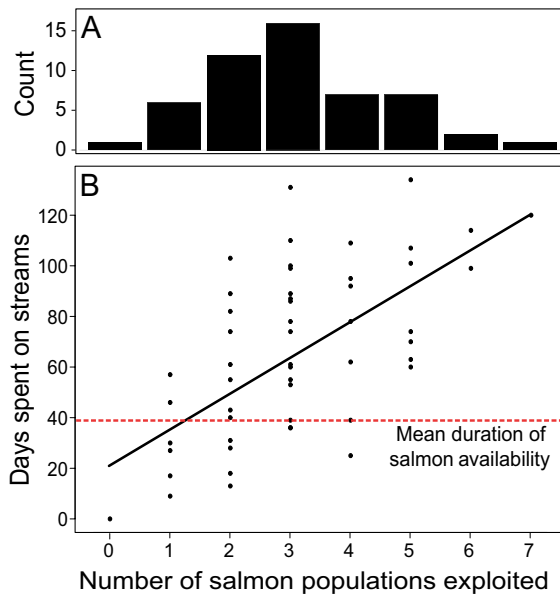 A
Count
15
10
5
0
B
Days spent on streams
120
100
80
60
40
20
0
Mean duration of
salmon availability
0 1 2 3 4 5 6 7
Number of salmon populations exploited